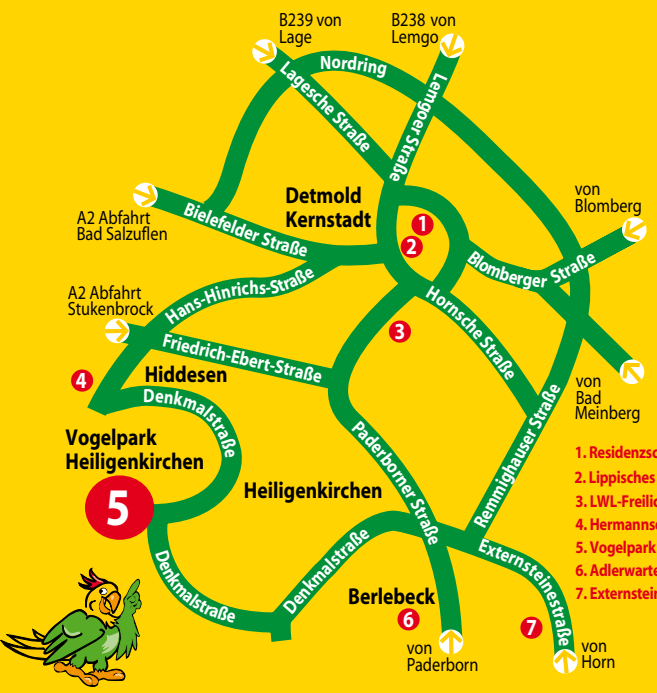 B239 von
Lage
B238 von
Lemgo
Nordring
Lagesche Straße
Lemgoer Straße
von
Blomberg
Detmold
Kernstadt
1
A2 Abfahrt
Bad Salzuflen
Bielefelder Straße
2
Blomberger Straße
A2 Abfahrt
Stukenbrock
Hans-Hinrichs-Straße
Hornsche Straße
3
Friedrich-Ebert-Straße
4
Hiddesen
Denkmalstraße
von
Bad
Meinberg
Vogelpark
Heiligenkirchen
Paderborner Straße
Remmighauser Straße
5
Heiligenkirchen
1. Residenzsc
2. Lippisches
3. LWL-Freilic
4. Hermannsd
5. Vogelpark
6. Adlerwarte
7. Externstein
Denkmalstraße
Denkmalstraße
Externsteinestraße
Berlebeck
6
7
von
Paderborn
von
Horn